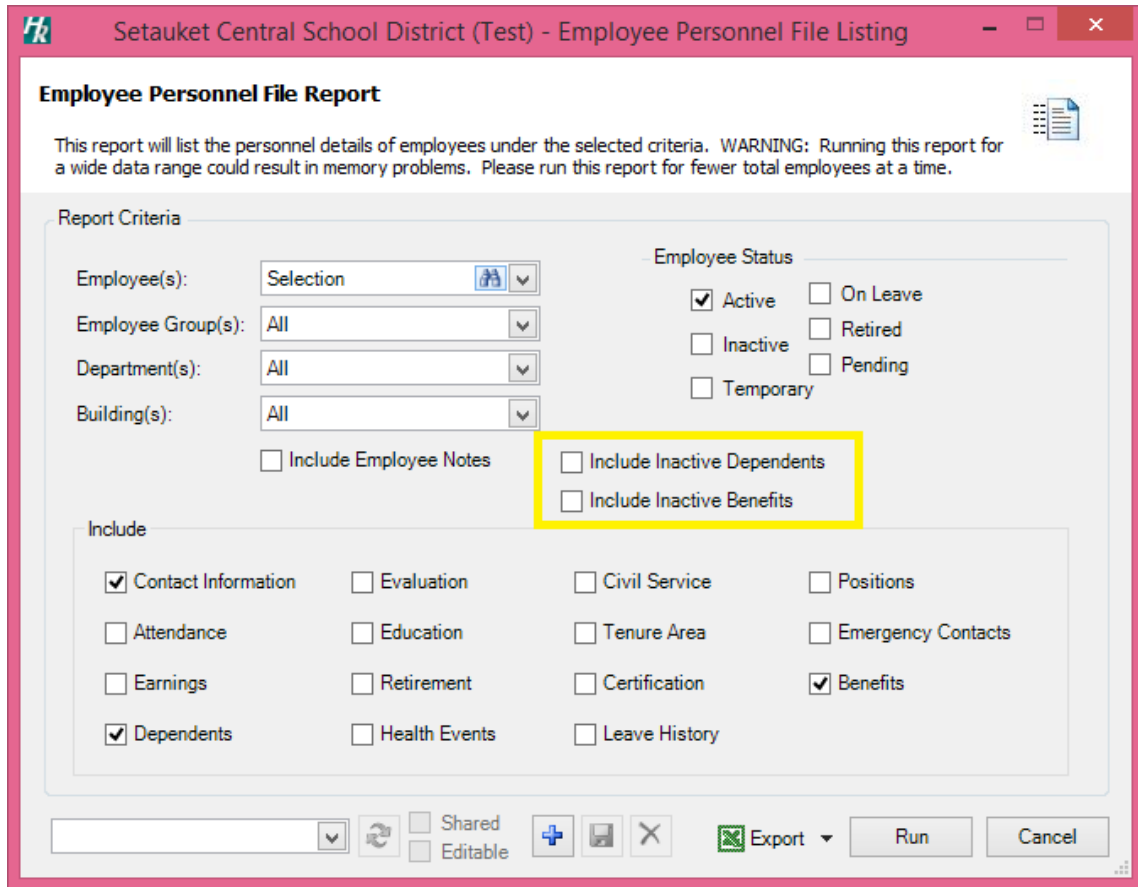 HR Setauket Central School District (Test) - Employee Personnel File Listing
Employee Personnel File Report
This report will list the personnel details of employees under the selected criteria.  WARNING:  Running this report for
a wide data range could result in memory problems.  Please run this report for fewer total employees at a time.
Report Criteria
Employee Status
Employee(s): Selection
Active On Leave
Employee Group(s): All
Inactive Retired
Department(s): All
Temporary Pending
Building(s): All
Include Employee Notes Include Inactive Dependents
Include Inactive Benefits
Include
Contact Information Evaluation Civil Service Positions
Attendance Education Tenure Area Emergency Contacts
Earnings Retirement Certification Benefits
Dependents Health Events Leave History
Shared
Editable
Export Run Cancel